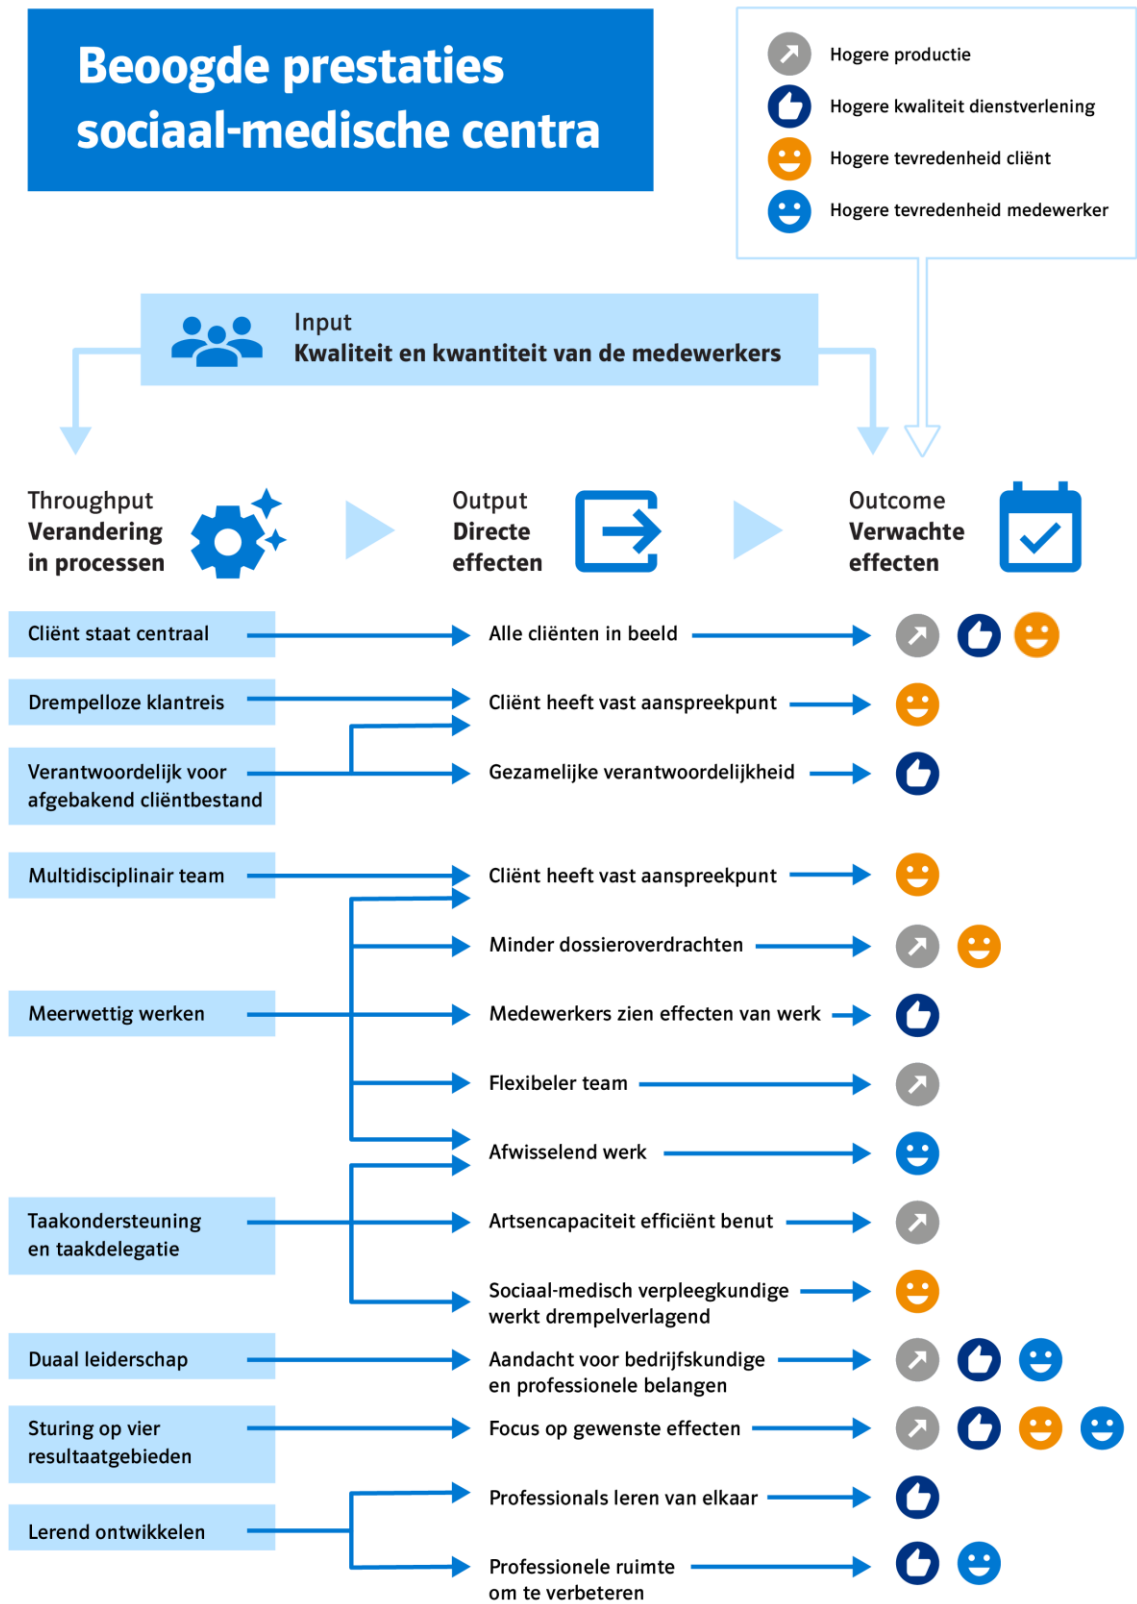 Beoogde prestaties
sociaal-medische centra
Hogere productie
Hogere kwaliteit dienstverlening
Hogere tevredenheid cliënt
Hogere tevredenheid medewerker
Input
Kwaliteit en kwantiteit van de medewerkers
Throughput
Verandering
in processen
Output
Directe
effecten
Outcome
Verwachte
effecten
Cliënt staat centraal
Alle cliënten in beeld
Drempelloze klantreis
Cliënt heeft vast aanspreekpunt
Verantwoordelijk voor
afgebakend cliëntbestand
Gezamelijke verantwoordelijkheid
Multidisciplinair team
Cliënt heeft vast aanspreekpunt
Minder dossieroverdrachten
Meerwettig werken
Medewerkers zien effecten van werk
Flexibeler team
Afwisselend werk
Taakondersteuning
en taakdelegatie
Artsencapaciteit efficiënt benut
Sociaal-medisch verpleegkundige
werkt drempelverlagend
Duaal leiderschap
Aandacht voor bedrijfskundige
en professionele belangen
Sturing op vier
resultaatgebieden
Focus op gewenste effecten
Professionals leren van elkaar
Lerend ontwikkelen
Professionele ruimte
om te verbeteren